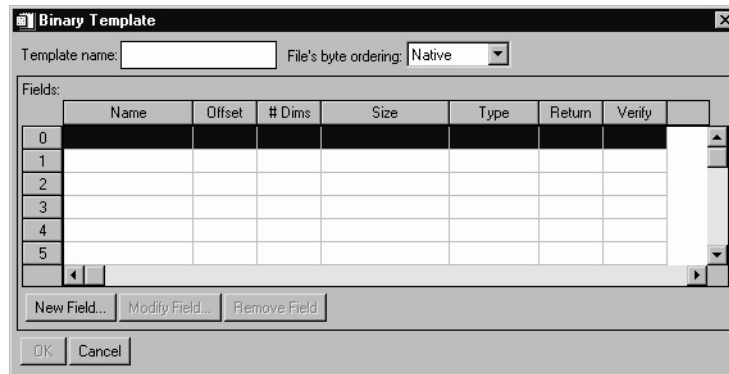 Binary Template
Template name: File's byte ordering: Native
Fields:
Name Offset # Dims Size Type Return Verify
0
1
2
3
4
5
New Field... Modify Field... Remove Field
OK Cancel